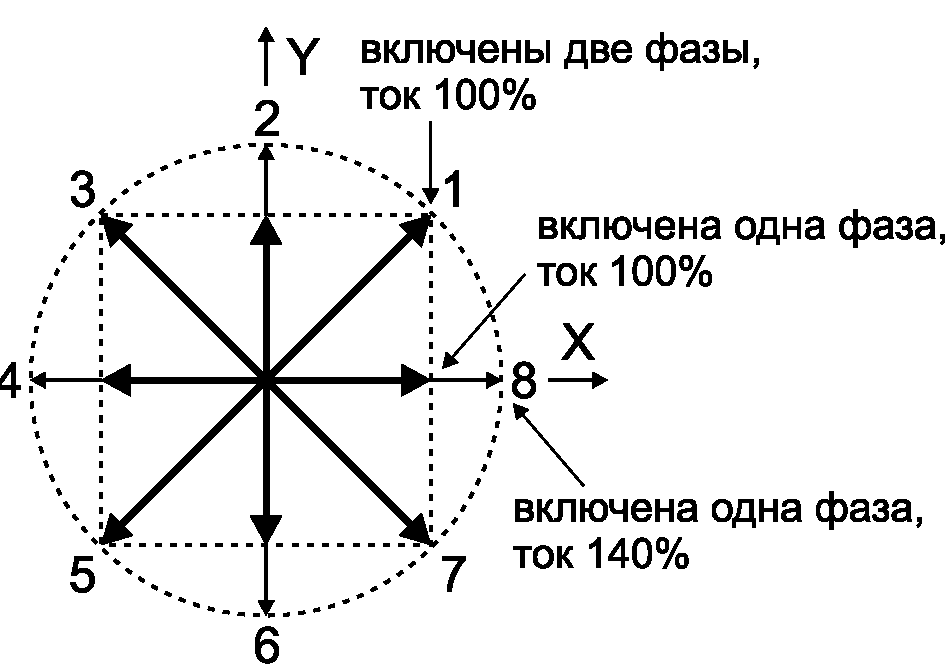 Y
включены две фазы,
ток 100%
2
3
1
включена одна фаза,
ток 100%
X
4
8
включена одна фаза,
ток 140%
5
7
6